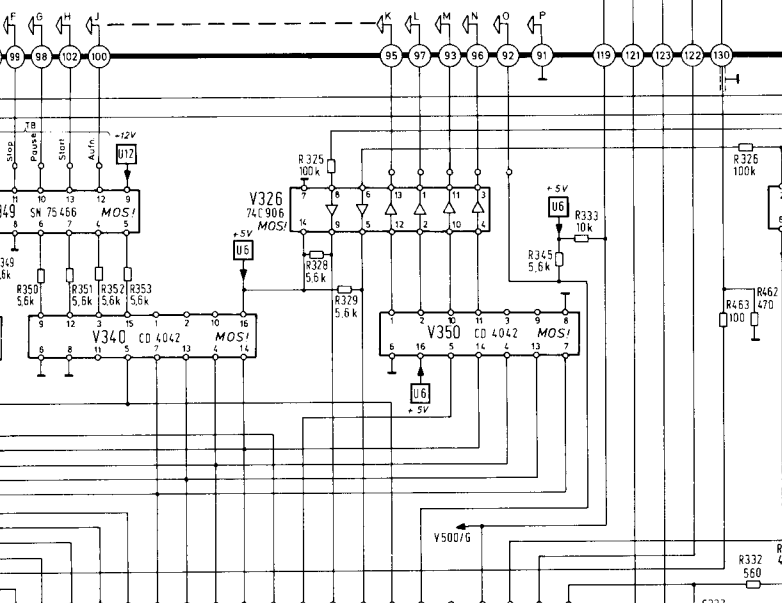 F G H J K L M N O P
99 98 102 100 95 97 93 96 92 91 119 121 123 122 130
TB
-12V
Stop Pause Start Aufn.
U12
R325
100k
R326
100k
11 10 13 12 9
349 SN 75466 MOS!
8 6 7 4 5
V326
74C906
MOS!
7 8 6 13 1 11 3
14 9 5 12 2 10 4
+5V
U6
R333
10k
R345
5,6k
+5V
U6
R328
5,6k
R329
5,6k
349
,6k
R350
5,6k
R351
5,6k
R352
5,6k
R353
5,6k
R463
100
R462
470
9 12 3 15 1 2 10 16
V340 CD 4042 MOS!
6 8 11 5 7 13 4 14
1 2 10 11 3 9 8
V350 CD 4042 MOS!
6 16 5 14 4 13 7
U6
+5V
V500/G
R332
560